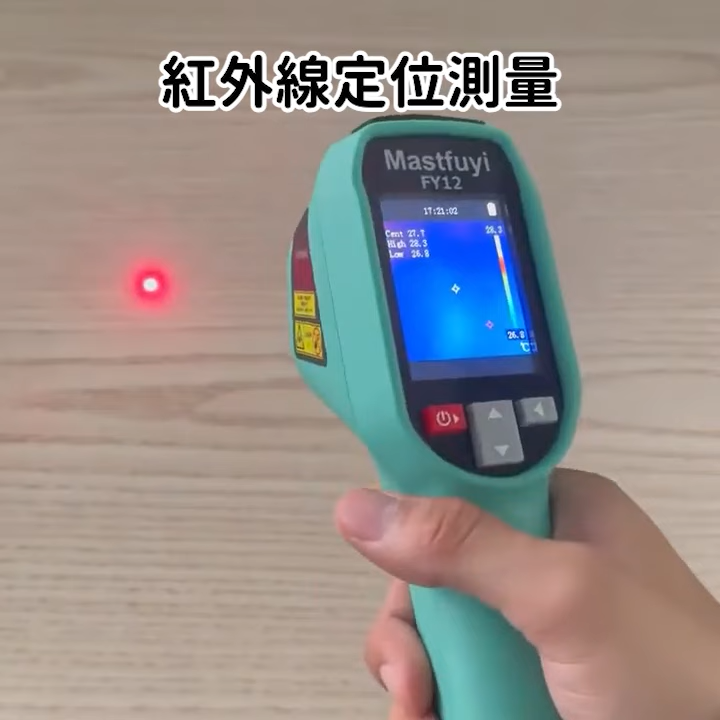 紅外線定位測量
Mastfuyi
FY12
17:21:02
Cent 27.7
High 28.3
Low 26.8
28.3
26.8
℃